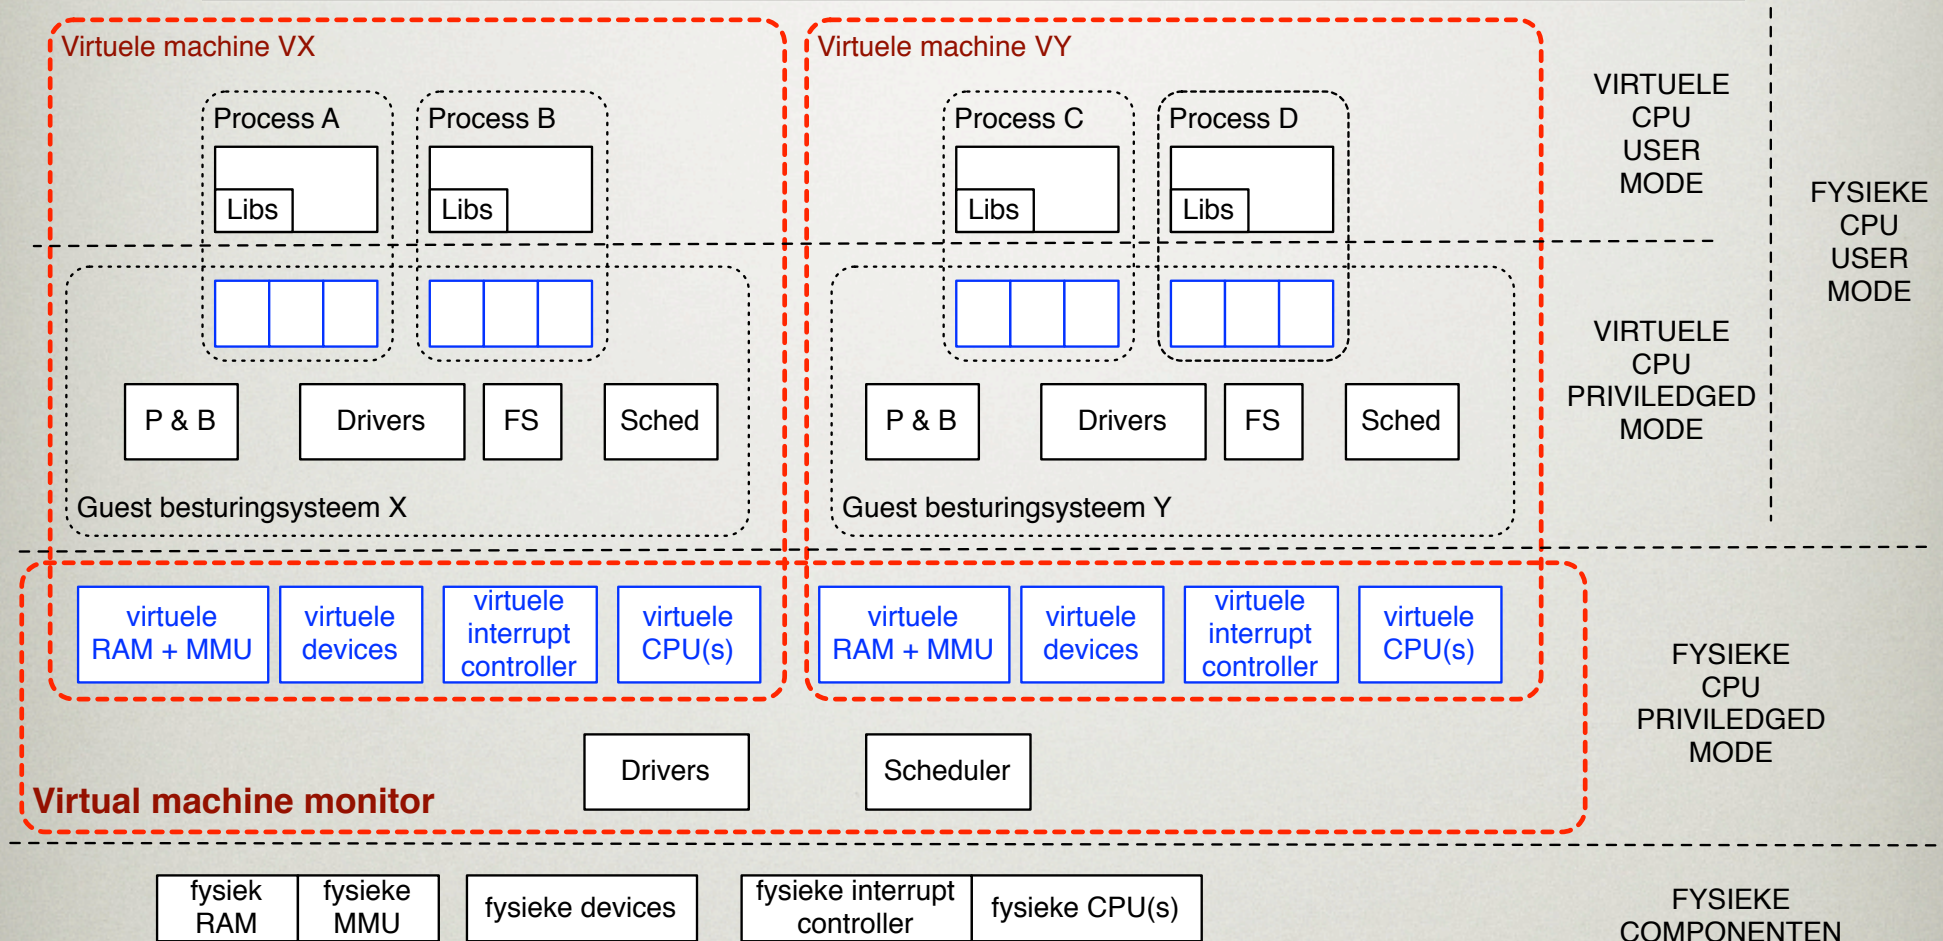 Virtuele machine VX
Virtuele machine VY
Process A
Process B
Process C
Process D
Libs
Libs
Libs
Libs
VIRTUELE
CPU
USER
MODE
FYSIEKE
CPU
USER
MODE
P & B
Drivers
FS
Sched
P & B
Drivers
FS
Sched
VIRTUELE
CPU
PRIVILEDGED
MODE
Guest besturingsysteem X
Guest besturingsysteem Y
virtuele
RAM + MMU
virtuele
devices
virtuele
interrupt
controller
virtuele
CPU(s)
virtuele
RAM + MMU
virtuele
devices
virtuele
interrupt
controller
virtuele
CPU(s)
FYSIEKE
CPU
PRIVILEDGED
MODE
Drivers
Scheduler
Virtual machine monitor
fysiek
RAM
fysieke
MMU
fysieke devices
fysieke interrupt
controller
fysieke CPU(s)
FYSIEKE
COMPONENTEN